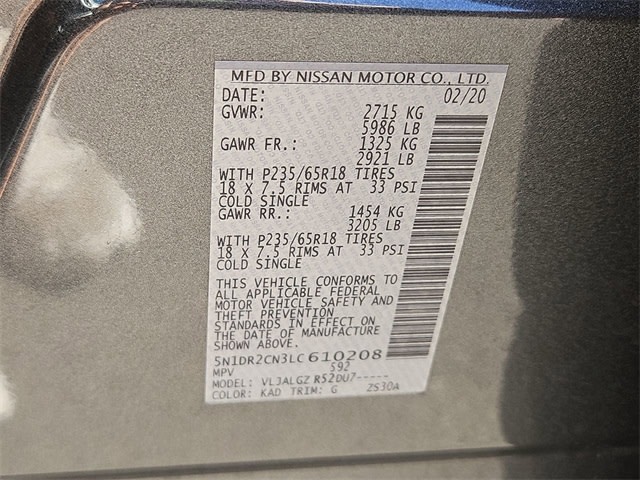 MFD BY NISSAN MOTOR CO., LTD.
DATE: 02/20
GVWR: 2715 KG
5986 LB
GAWR FR.: 1325 KG
2921 LB
WITH P235/65R18 TIRES
18 X 7.5 RIMS AT 33 PSI
COLD SINGLE
GAWR RR.: 1454 KG
3205 LB
WITH P235/65R18 TIRES
18 X 7.5 RIMS AT 33 PSI
COLD SINGLE
THIS VEHICLE CONFORMS TO
ALL APPLICABLE FEDERAL
MOTOR VEHICLE SAFETY AND
THEFT PREVENTION
STANDARDS IN EFFECT ON
THE DATE OF MANUFACTURE
SHOWN ABOVE.
5N1DR2CN3LC610208
MPV 592
MODEL: VL3ALGZ R52DU7-----
COLOR: KAD TRIM: G ZS30A